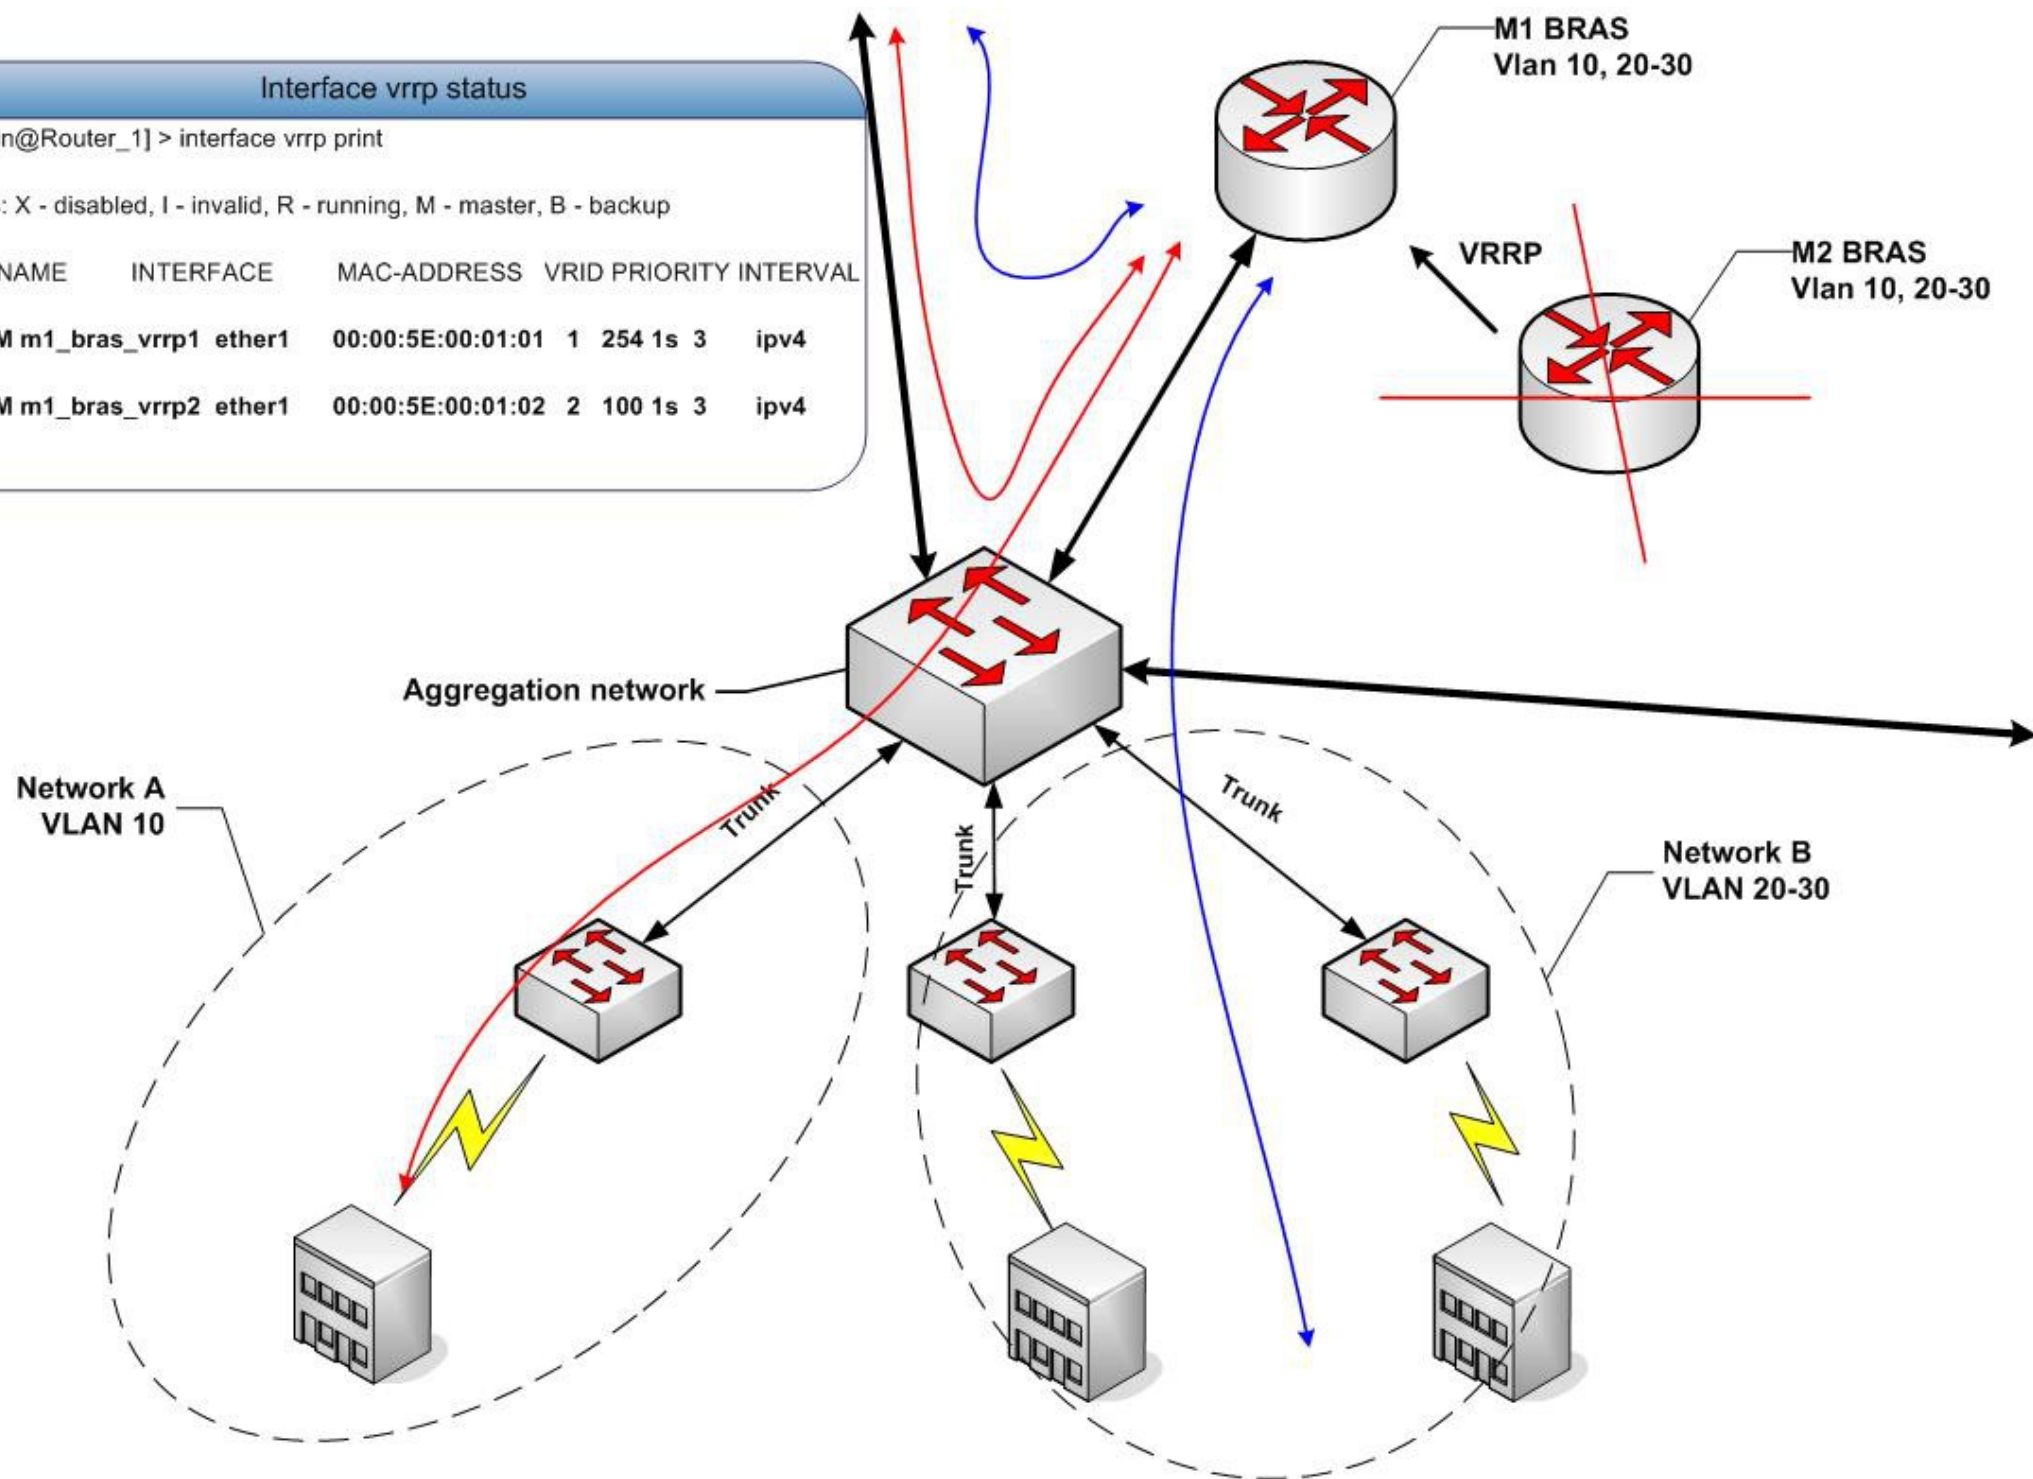 Interface vrrp status
n@Router_1] > interface vrrp print
: X - disabled, I - invalid, R - running, M - master, B - backup
NAME INTERFACE MAC-ADDRESS VRID PRIORITY INTERVAL
M m1_bras_vrrp1 ether1 00:00:5E:00:01:01 1 254 1s 3 ipv4
M m1_bras_vrrp2 ether1 00:00:5E:00:01:02 2 100 1s 3 ipv4
M1 BRAS
Vlan 10, 20-30
VRRP
M2 BRAS
Vlan 10, 20-30
Aggregation network
Network A
VLAN 10
Trunk
Trunk
Trunk
Network B
VLAN 20-30